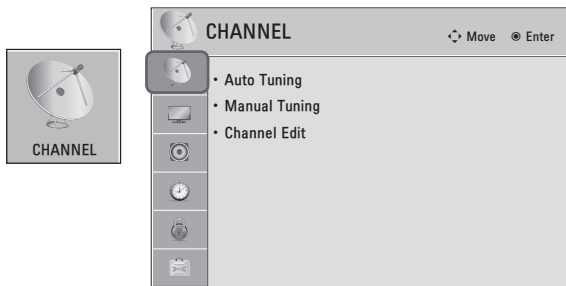 CHANNEL
CHANNEL Move Enter
• Auto Tuning
• Manual Tuning
• Channel Edit